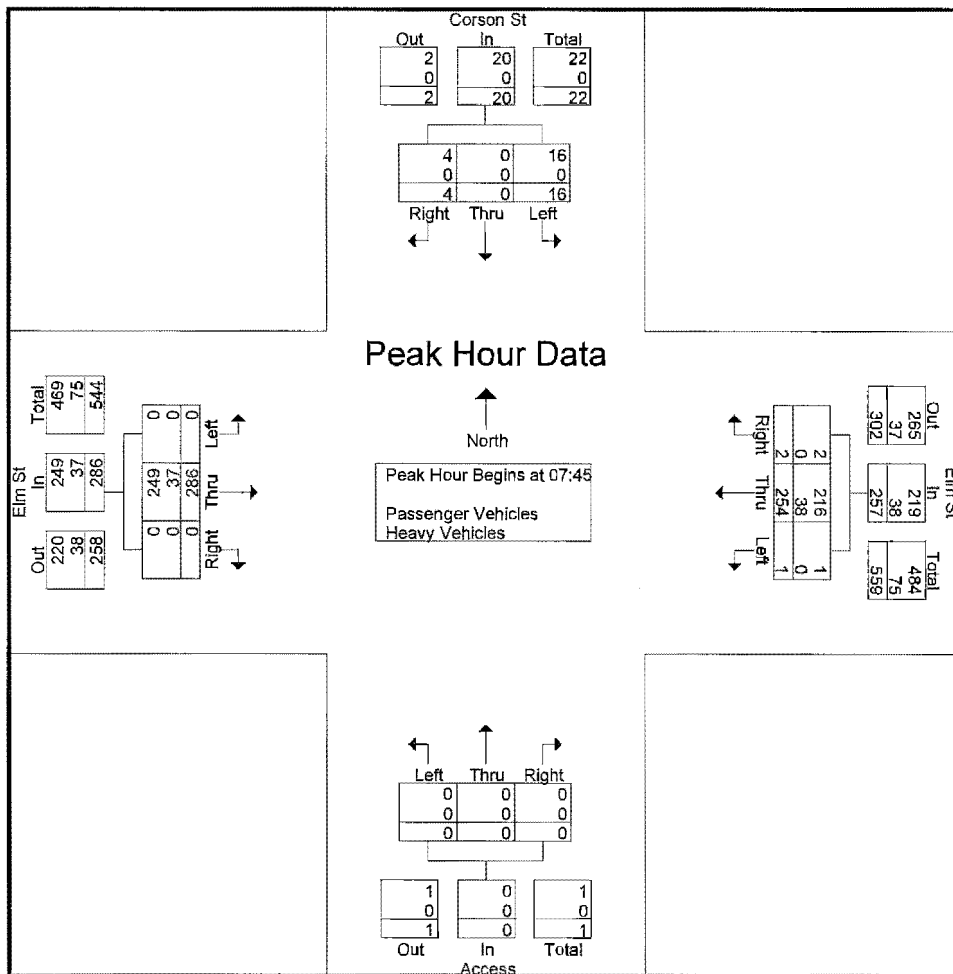 Corson St
Out In Total
2 20 22
0 0 0
2 20 22
4 0 16
0 0 0
4 0 16
Right Thru Left
Peak Hour Data
North
Peak Hour Begins at 07:45
Passenger Vehicles
Heavy Vehicles
Elm St
Out In Total
220 249 469
38 37 75
258 286 544
Right Thru Left
0 249 0
0 37 0
0 286 0
Elm St
Out In Total
265 219 484
37 38 75
302 257 559
Right Thru Left
2 216 1
0 38 0
2 254 1
Left Thru Right
0 0 0
0 0 0
0 0 0
1 0 1
0 0 0
1 0 1
Out In Total
Access